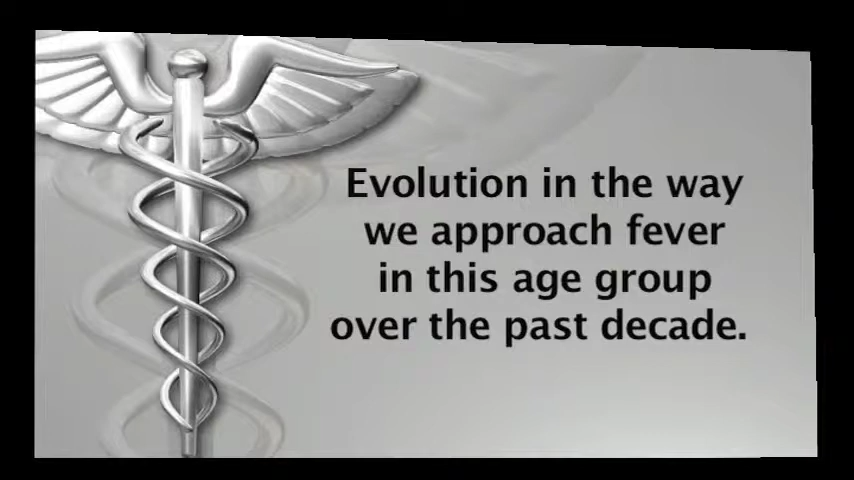 Evolution in the way
we approach fever
in this age group
over the past decade.